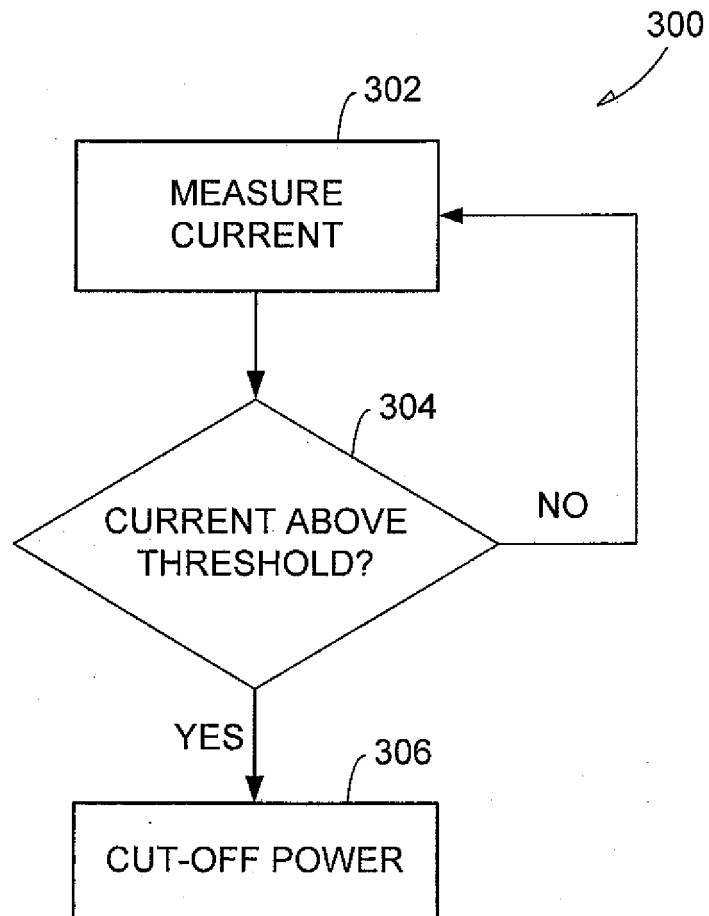 300
302
MEASURE
CURRENT
304
CURRENT ABOVE
THRESHOLD?
NO
YES
306
CUT-OFF POWER